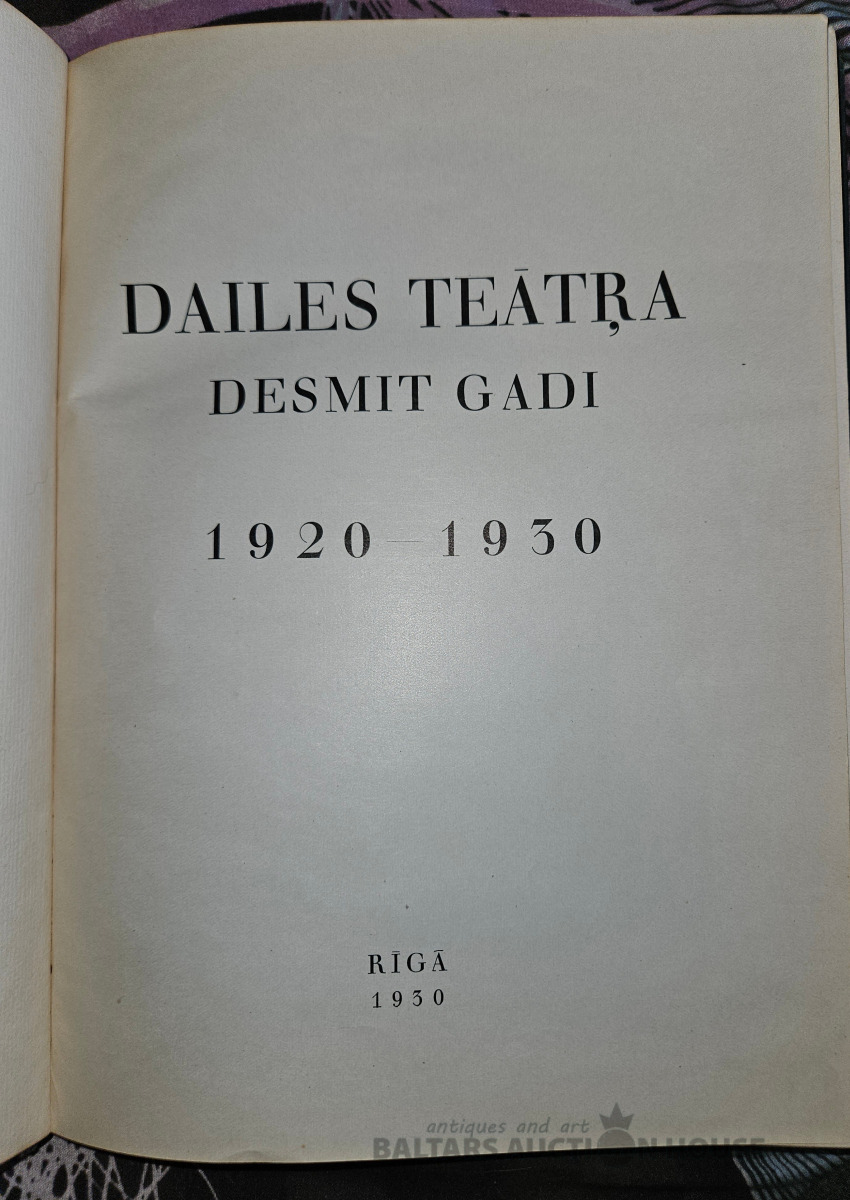 DAILES TEĀTŖA
DESMIT GADI
1920—1930
RĪGĀ
1930
antiques and art
BALTARS AUCTION HOUSE